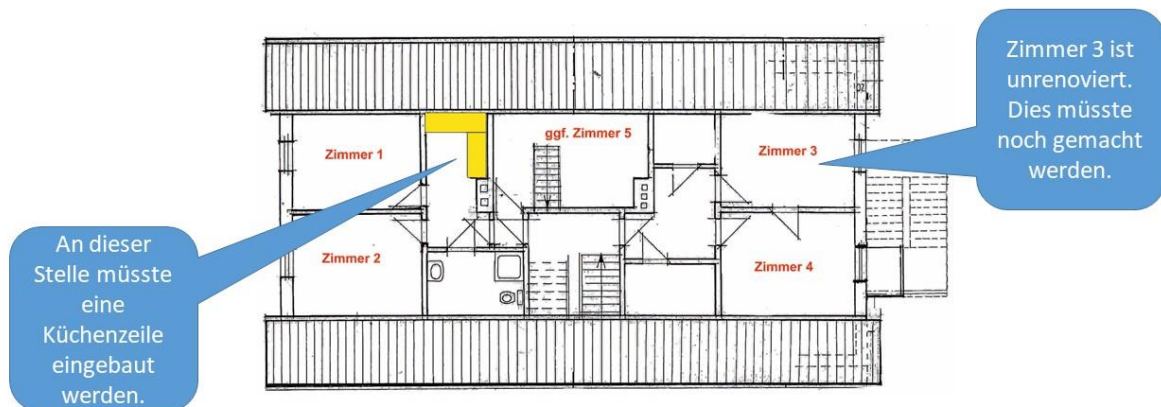 Zimmer 3 ist
unrenoviert.
Dies müsste
noch gemacht
werden.
Zimmer 1
ggf. Zimmer 5
Zimmer 3
An dieser
Stelle müsste
eine
Küchenzeile
eingebaut
werden.
Zimmer 2
Zimmer 4